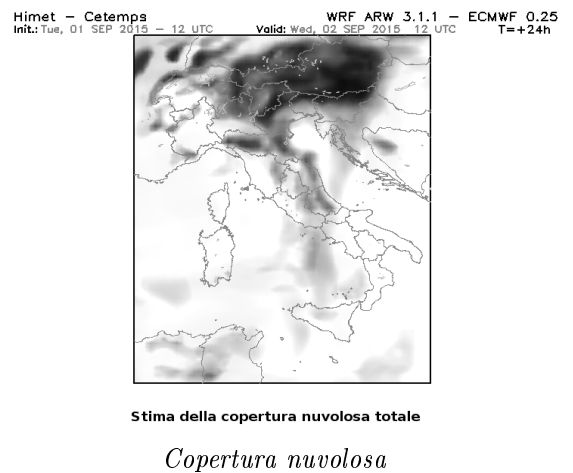 Himet – Cetemps WRF ARW 3.1.1 – ECMWF 0.25
Init.: Tue, 01 SEP 2015 – 12 UTC Valid: Wed, 02 SEP 2015 12 UTC T=+24h
Stima della copertura nuvolosa totale
Copertura nuvolosa